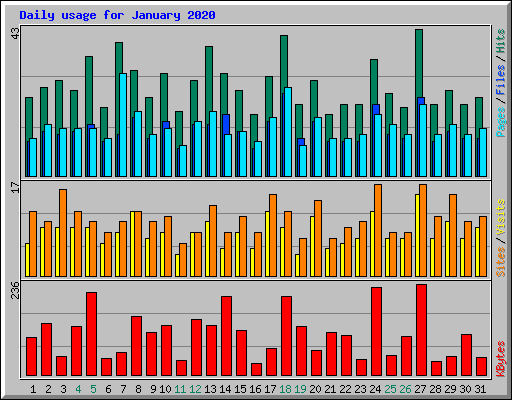 Daily usage for January 2020
43
Pages / Files / Hits
17
Sites / Visits
236
KBytes
1 2 3 4 5 6 7 8 9 10 11 12 13 14 15 16 17 18 19 20 21 22 23 24 25 26 27 28 29 30 31